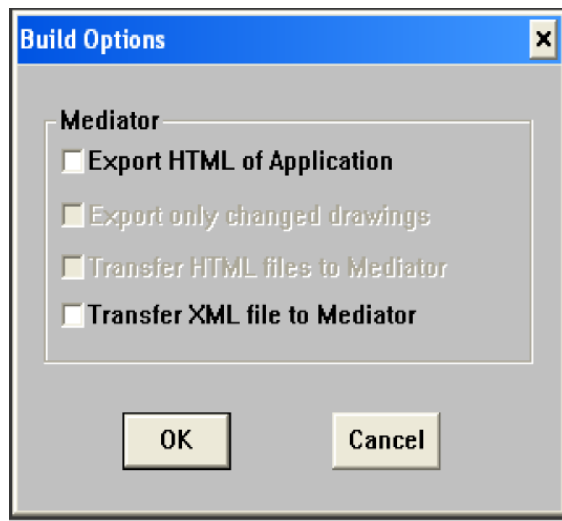 Build Options
Mediator
Export HTML of Application
Export only changed drawings
Transfer HTML files to Mediator
Transfer XML file to Mediator
OK Cancel